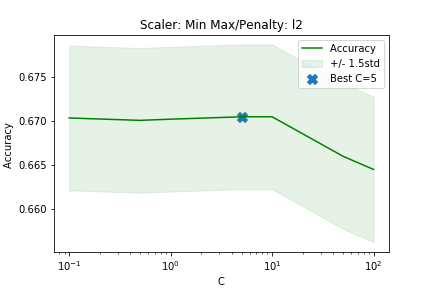 Scaler: Min Max/Penalty: l2
Accuracy
+/- 1.5std
Best C=5
Accuracy
0.675
0.670
0.665
0.660
10⁻¹ 10⁰ 10¹ 10²
C